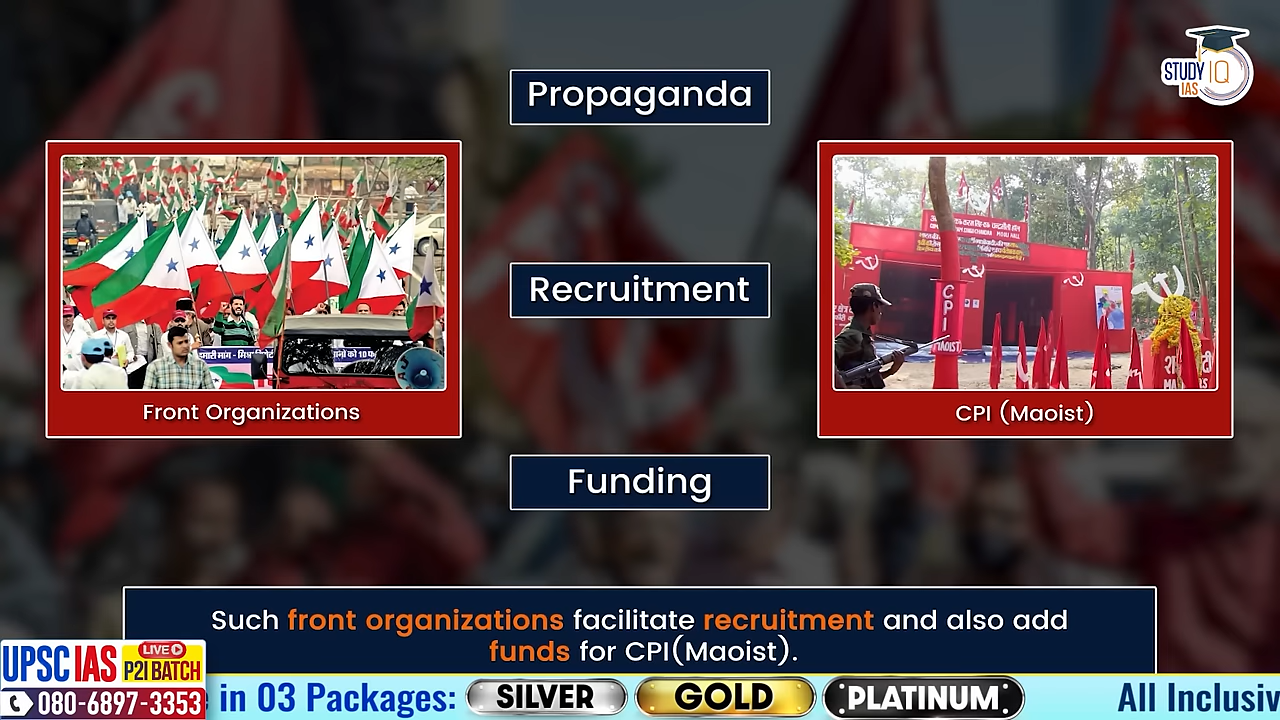 STUDY IQ
IAS
Propaganda
Recruitment
Funding
Front Organizations
CPI
MAOIST
CPI (Maoist)
Such front organizations facilitate recruitment and also add
funds for CPI(Maoist).
UPSC IAS
LIVE
P2I BATCH
080-6897-3353
in 03 Packages:
SILVER
GOLD
PLATINUM
All Inclusiv